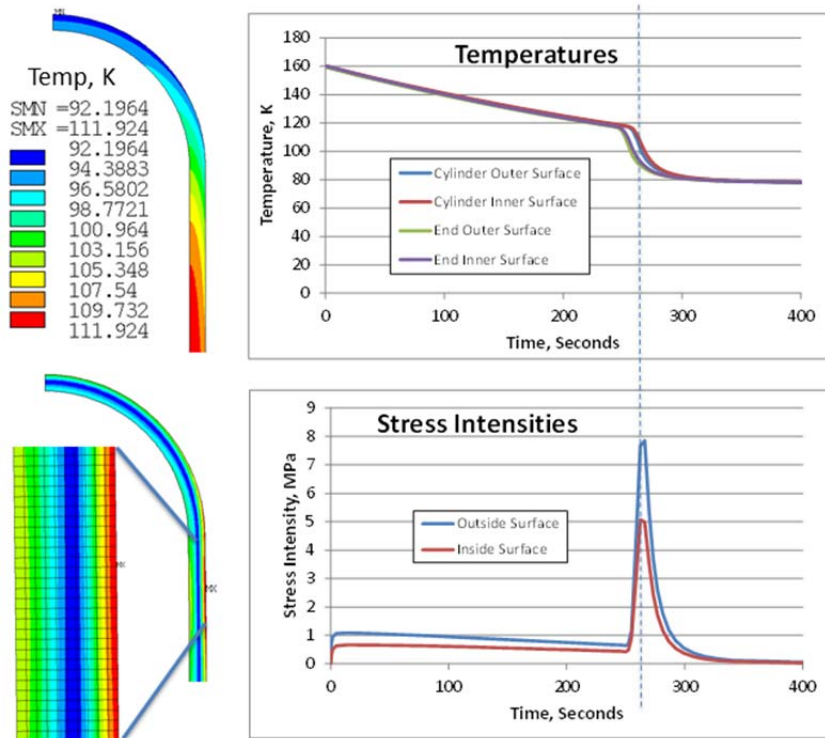 MN
Temp, K
SMN =92.1964
SMX =111.924
92.1964
94.3883
96.5802
98.7721
100.964
103.156
105.348
107.54
109.732
111.924
Temperatures
Temperature, K
180
160
140
120
100
80
60
40
20
0
Cylinder Outer Surface
Cylinder Inner Surface
End Outer Surface
End Inner Surface
0 100 200 300 400
Time, Seconds
MX
MX
Stress Intensities
Stress Intensity, MPa
9
8
7
6
5
4
3
2
1
0
Outside Surface
Inside Surface
0 100 200 300 400
Time, Seconds